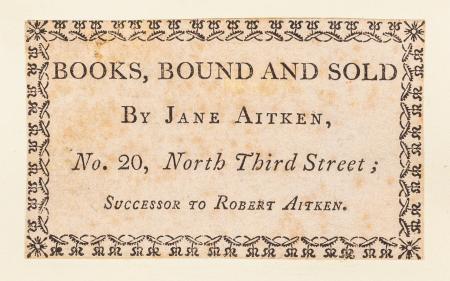 BOOKS, BOUND AND SOLD
By Jane Aitken,
No. 20, North Third Street;
Successor to Robert Aitken.